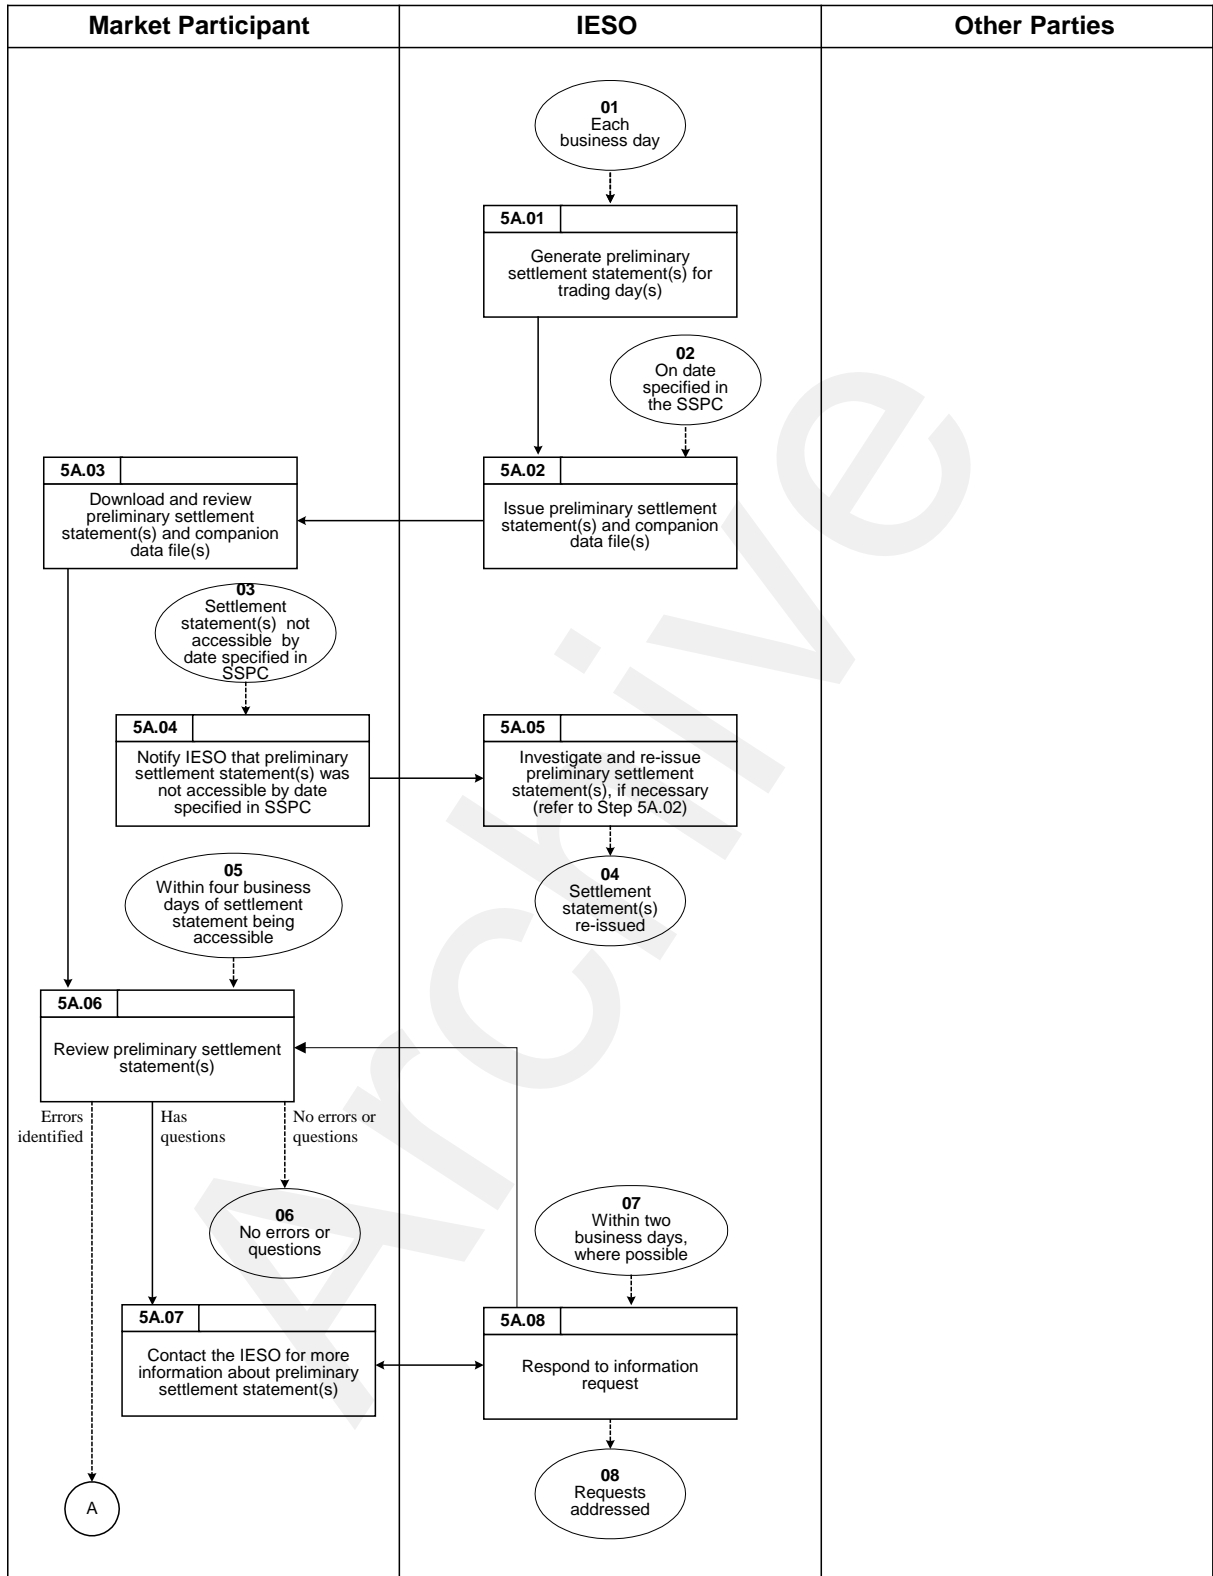 Market Participant
IESO
Other Parties
01
Each
business day
5A.01
Generate preliminary
settlement statement(s) for
trading day(s)
02
On date
specified in
the SSPC
5A.03
Download and review
preliminary settlement
statement(s) and companion
data file(s)
5A.02
Issue preliminary settlement
statement(s) and companion
data file(s)
03
Settlement
statement(s) not
accessible by
date specified in
SSPC
5A.04
Notify IESO that preliminary
settlement statement(s) was
not accessible by date
specified in SSPC
5A.05
Investigate and re-issue
preliminary settlement
statement(s), if necessary
(refer to Step 5A.02)
04
Settlement
statement(s)
re-issued
05
Within four business
days of settlement
statement being
accessible
5A.06
Review preliminary settlement
statement(s)
Errors
identified
Has
questions
No errors or
questions
06
No errors or
questions
07
Within two
business days,
where possible
5A.07
Contact the IESO for more
information about preliminary
settlement statement(s)
5A.08
Respond to information
request
08
Requests
addressed
A
Archive